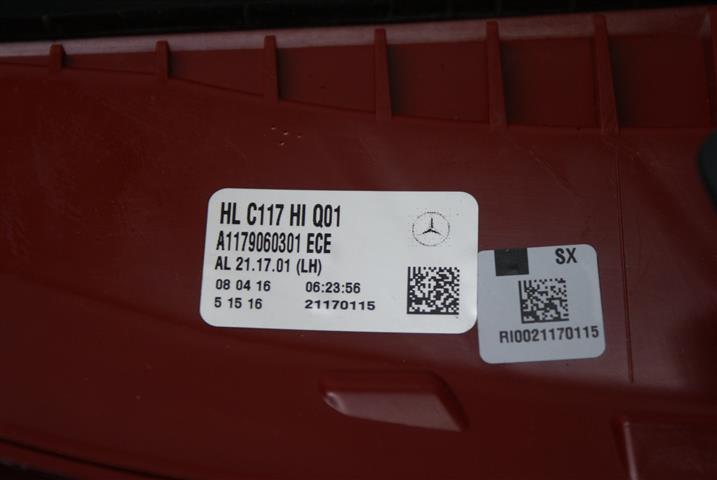 HL C117 HI Q01
A1179060301 ECE
AL 21.17.01 (LH)
08 04 16 06:23:56
5 15 16 21170115
SX
RI0021170115